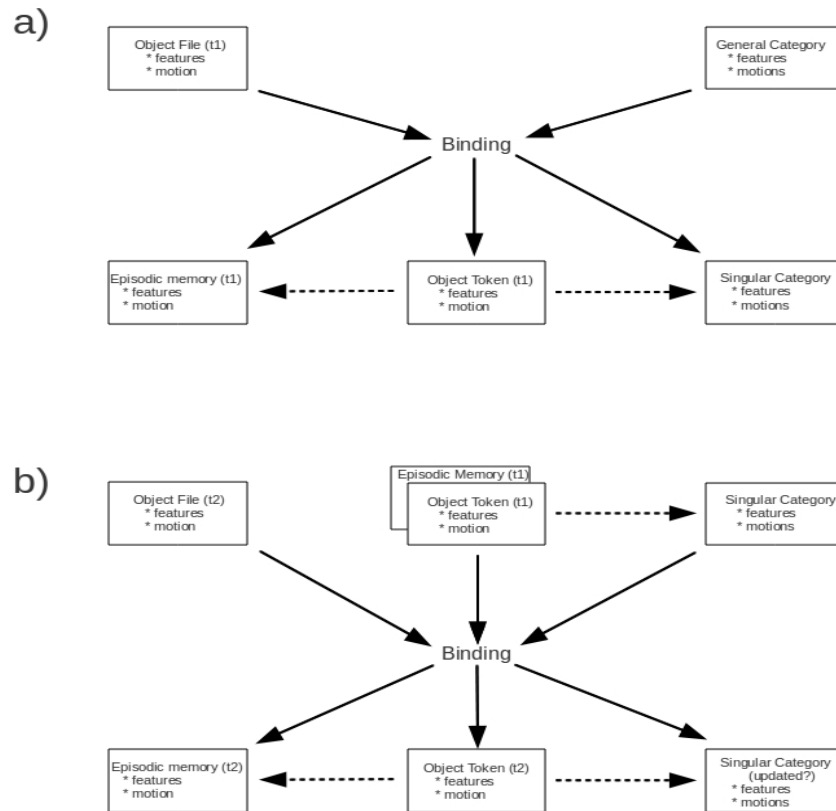 a)
Object File (t1)
* features
* motion
General Category
* features
* motions
Binding
Episodic memory (t1)
* features
* motion
Object Token (t1)
* features
* motion
Singular Category
* features
* motions
b)
Object File (t2)
* features
* motion
Episodic Memory (t1)
Object Token (t1)
* features
* motion
Singular Category
* features
* motions
Binding
Episodic memory (t2)
* features
* motion
Object Token (t2)
* features
* motion
Singular Category
(updated?)
* features
* motions